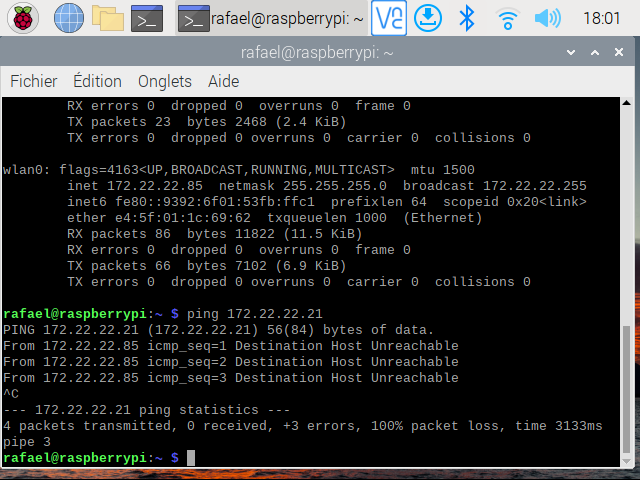 rafael@raspberrypi: ~
18:01
rafael@raspberrypi: ~
Fichier Édition Onglets Aide
RX errors 0 dropped 0 overruns 0 frame 0
TX packets 23 bytes 2468 (2.4 KiB)
TX errors 0 dropped 0 overruns 0 carrier 0 collisions 0
wlan0: flags=4163<UP,BROADCAST,RUNNING,MULTICAST> mtu 1500
inet 172.22.22.85 netmask 255.255.255.0 broadcast 172.22.22.255
inet6 fe80::9392:6f01:53fb:ffc1 prefixlen 64 scopeid 0x20<link>
ether e4:5f:01:1c:69:62 txqueuelen 1000 (Ethernet)
RX packets 86 bytes 11822 (11.5 KiB)
RX errors 0 dropped 0 overruns 0 frame 0
TX packets 66 bytes 7102 (6.9 KiB)
TX errors 0 dropped 0 overruns 0 carrier 0 collisions 0
rafael@raspberrypi:~ $ ping 172.22.22.21
PING 172.22.22.21 (172.22.22.21) 56(84) bytes of data.
From 172.22.22.85 icmp_seq=1 Destination Host Unreachable
From 172.22.22.85 icmp_seq=2 Destination Host Unreachable
From 172.22.22.85 icmp_seq=3 Destination Host Unreachable
^C
--- 172.22.22.21 ping statistics ---
4 packets transmitted, 0 received, +3 errors, 100% packet loss, time 3133ms
pipe 3
rafael@raspberrypi:~ $